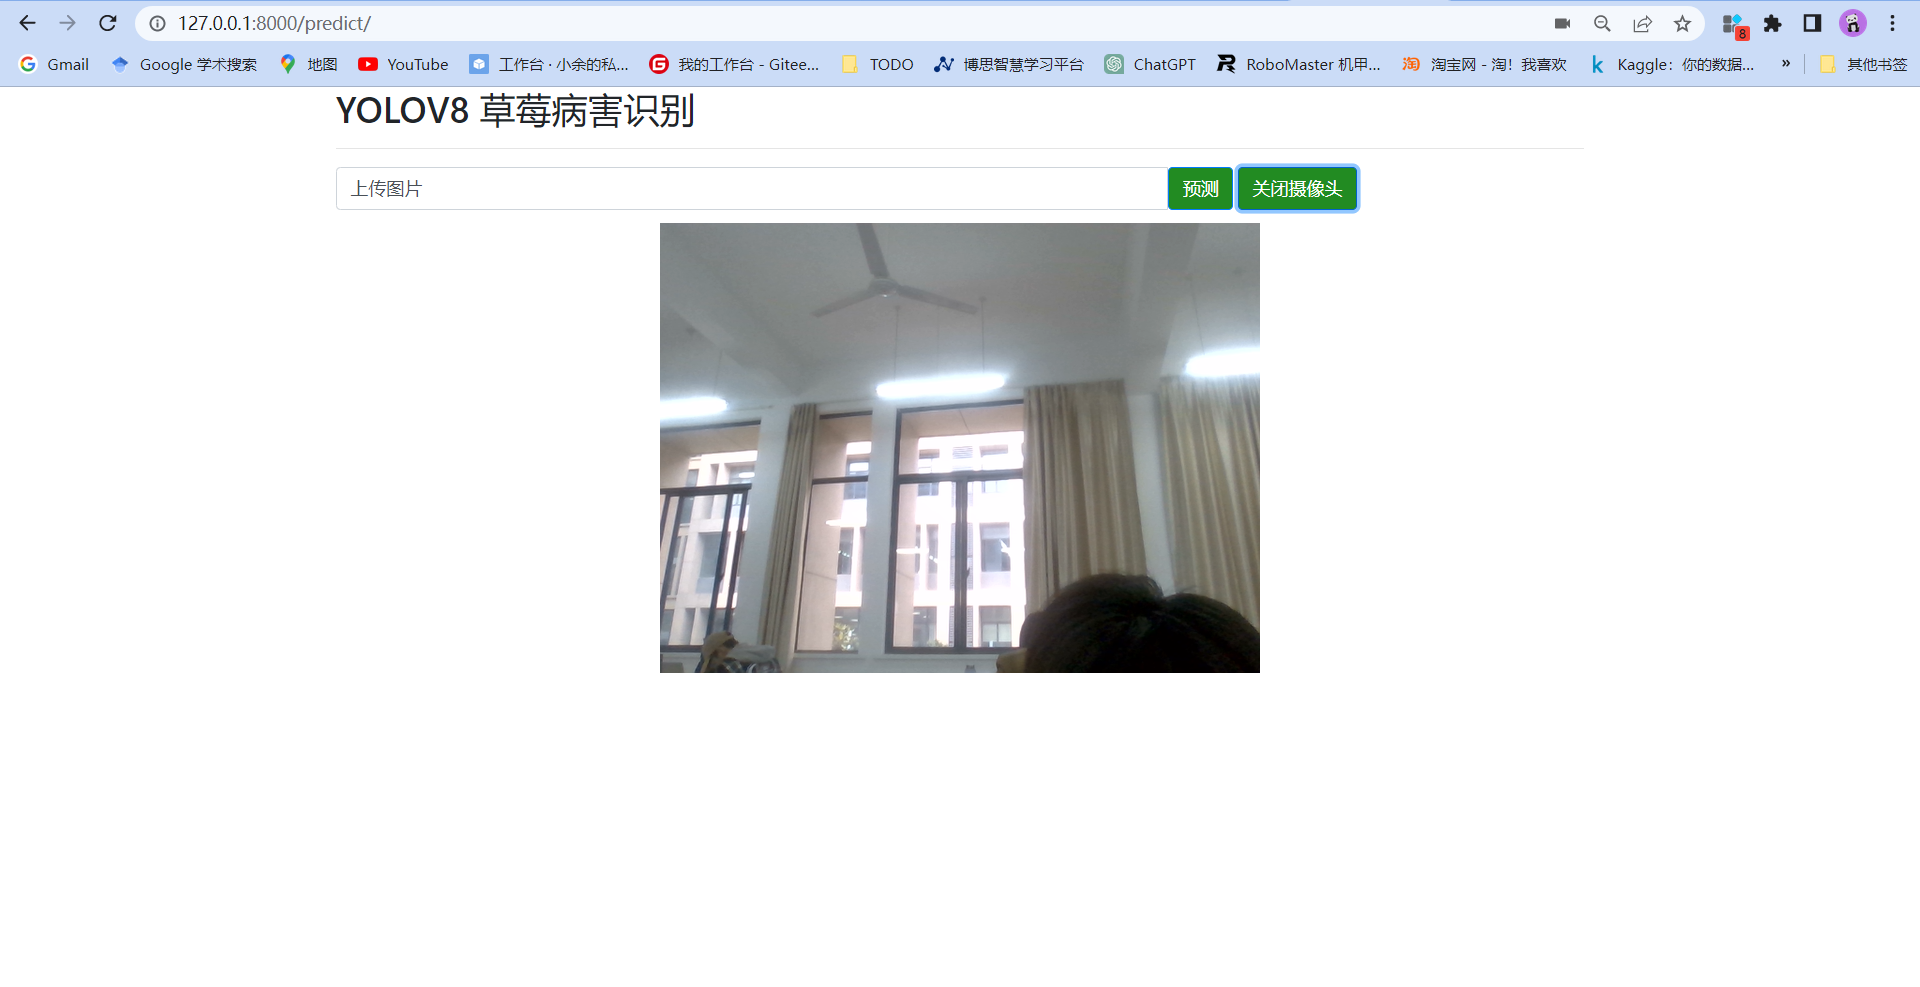 127.0.0.1:8000/predict/
8
Gmail Google 学术搜索 地图 YouTube 工作台 · 小余的私... 我的工作台 - Gitee... TODO 博思智慧学习平台 ChatGPT RoboMaster 机甲... 淘 淘宝网 - 淘！我喜欢 k Kaggle：你的数据... » 其他书签
YOLOV8 草莓病害识别
上传图片 预测 关闭摄像头